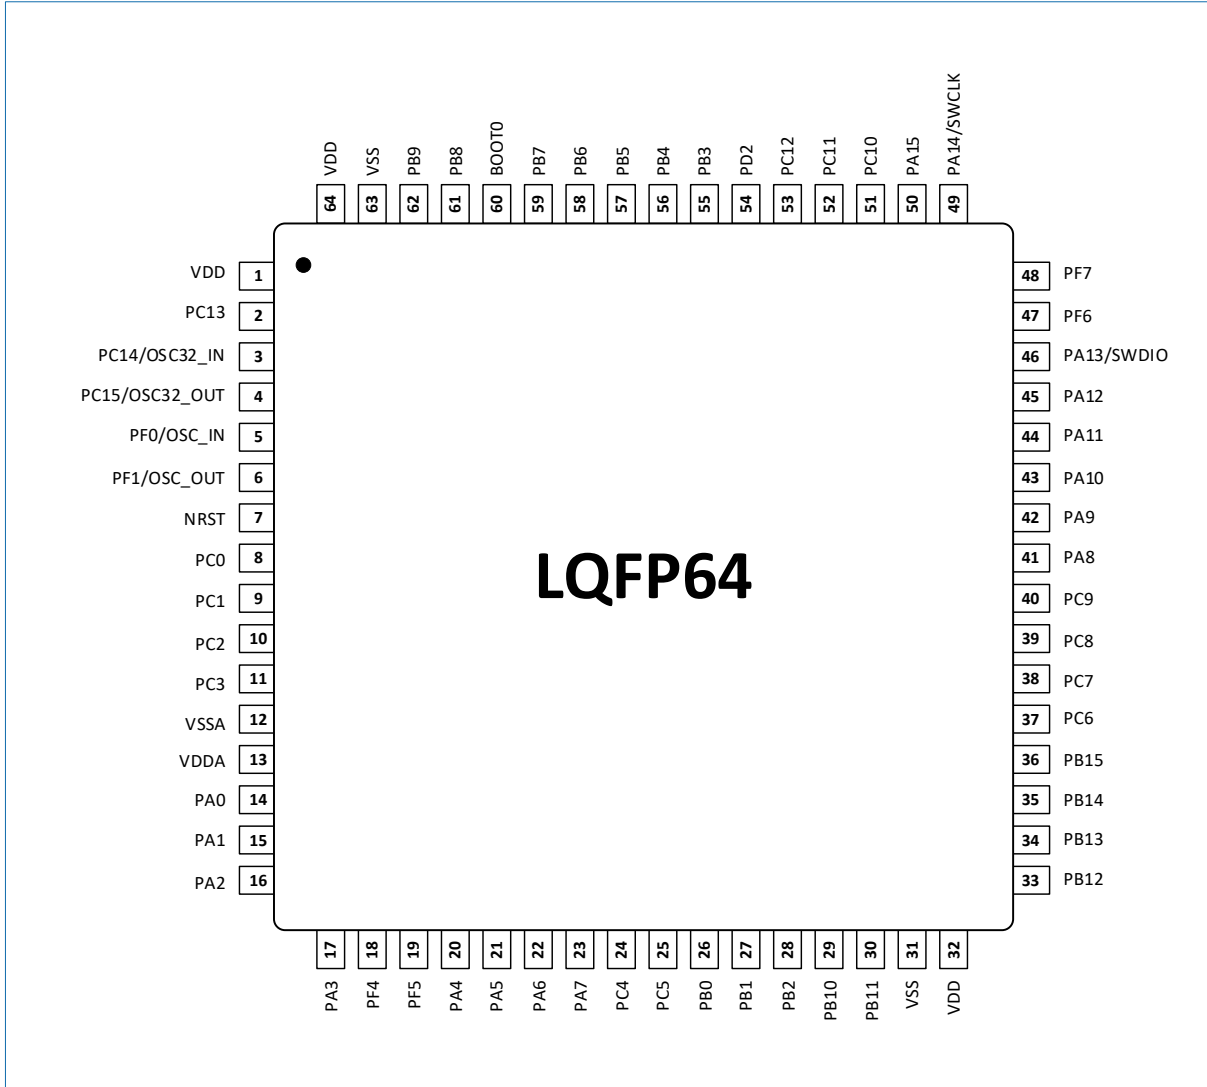 VDD
VSS
PB9
PB8
BOOT0
PB7
PB6
PB5
PB4
PB3
PD2
PC12
PC11
PC10
PA15
PA14/SWCLK
64
63
62
61
60
59
58
57
56
55
54
53
52
51
50
49
VDD 1
PC13 2
PC14/OSC32_IN 3
PC15/OSC32_OUT 4
PF0/OSC_IN 5
PF1/OSC_OUT 6
NRST 7
PC0 8
PC1 9
PC2 10
PC3 11
VSSA 12
VDDA 13
PA0 14
PA1 15
PA2 16
LQFP64
48 PF7
47 PF6
46 PA13/SWDIO
45 PA12
44 PA11
43 PA10
42 PA9
41 PA8
40 PC9
39 PC8
38 PC7
37 PC6
36 PB15
35 PB14
34 PB13
33 PB12
17
18
19
20
21
22
23
24
25
26
27
28
29
30
31
32
PA3
PF4
PF5
PA4
PA5
PA6
PA7
PC4
PC5
PB0
PB1
PB2
PB10
PB11
VSS
VDD